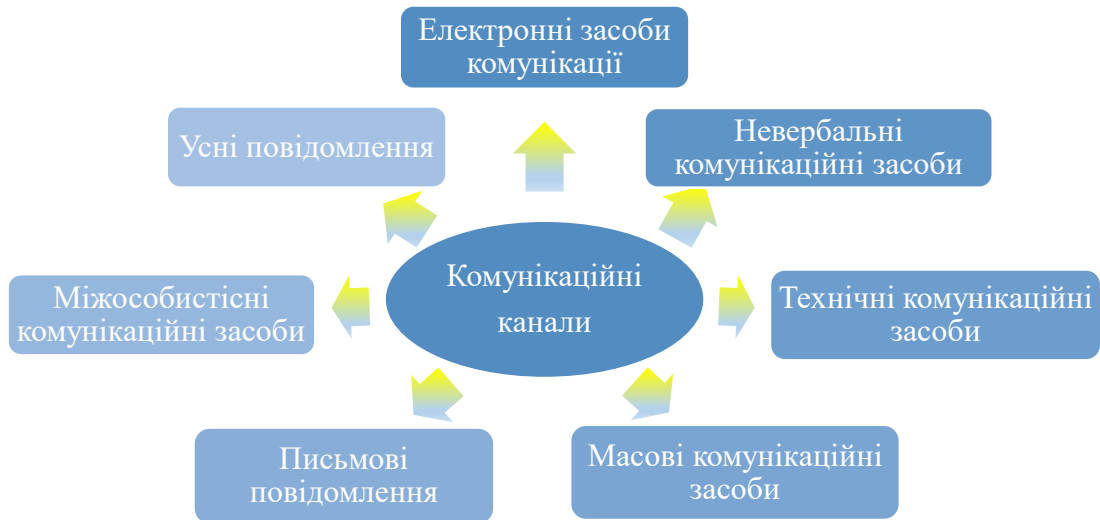 Електронні засоби
комунікації
Усні повідомлення
Невербальні
комунікаційні засоби
Комунікаційні
канали
Міжособистісні
комунікаційні засоби
Технічні комунікаційні
засоби
Письмові
повідомлення
Масові комунікаційні
засоби